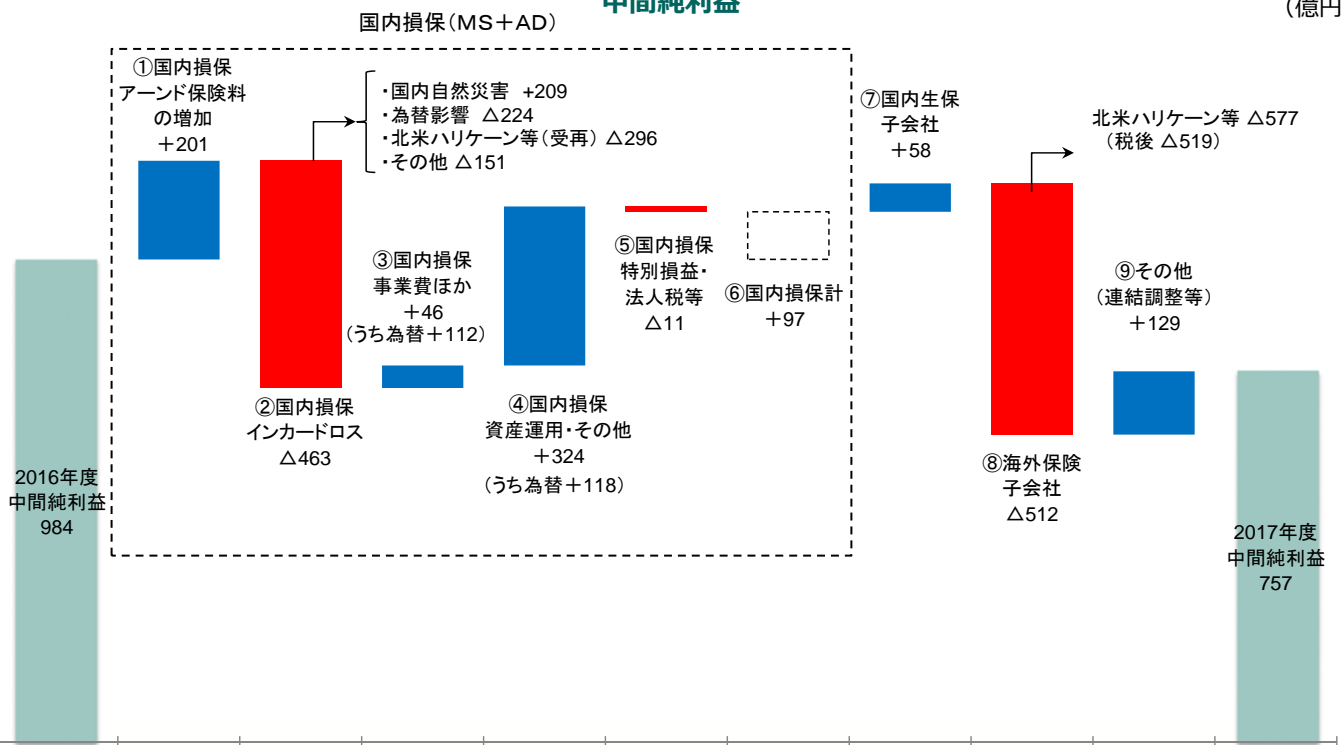 中間純利益
(億円
国内損保(MS+AD)
①国内損保
アーンド保険料
の増加
+201
・国内自然災害 +209
・為替影響 △224
・北米ハリケーン等(受再) △296
・その他 △151
②国内損保
インカードロス
△463
③国内損保
事業費ほか
+46
(うち為替+112)
④国内損保
資産運用・その他
+324
(うち為替+118)
⑤国内損保
特別損益・
法人税等
△11
⑥国内損保計
+97
⑦国内生保
子会社
+58
北米ハリケーン等 △577
(税後 △519)
⑧海外保険
子会社
△512
⑨その他
(連結調整等)
+129
2016年度
中間純利益
984
2017年度
中間純利益
757